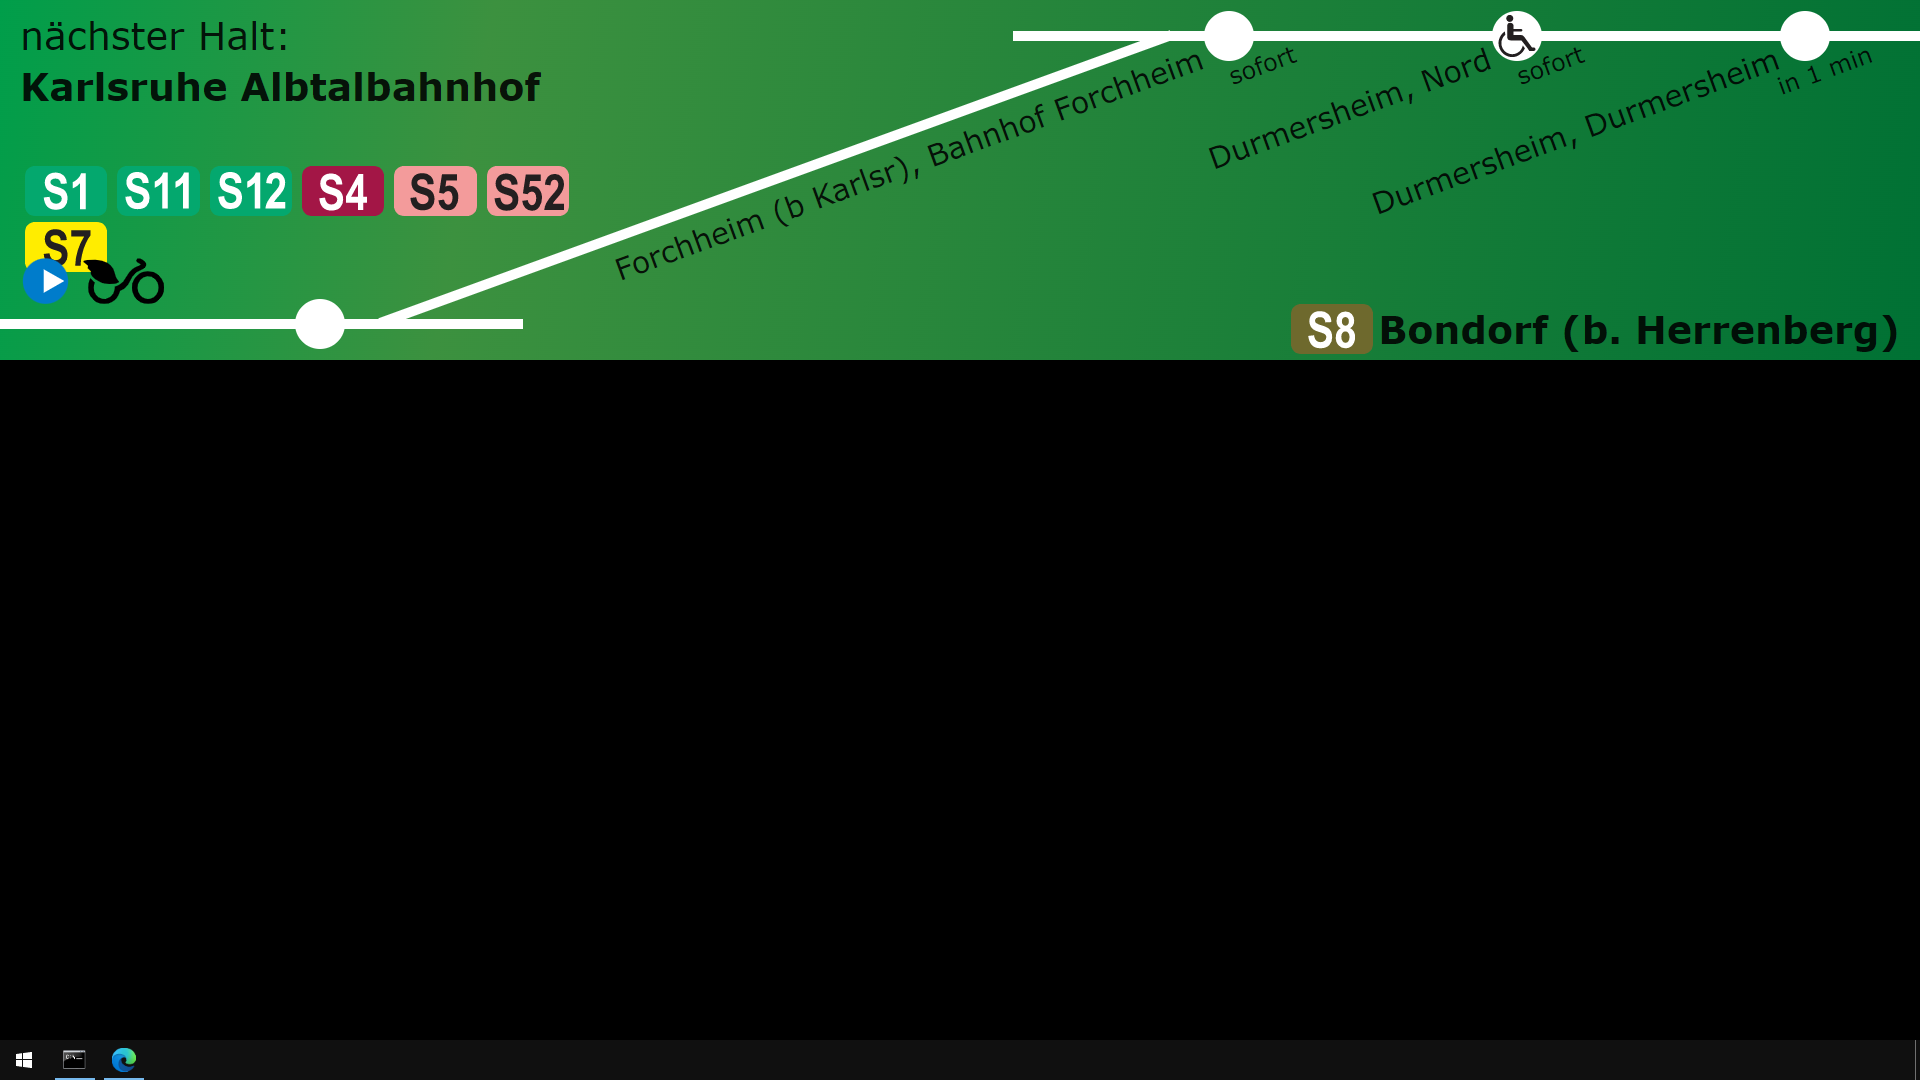 nächster Halt:
Karlsruhe Albtalbahnhof
S1 S11 S12 S4 S5 S52
S7
Forchheim (b Karlsr), Bahnhof Forchheim
sofort
Durmersheim, Nord
sofort
Durmersheim, Durmersheim
in 1 min
S8 Bondorf (b. Herrenberg)